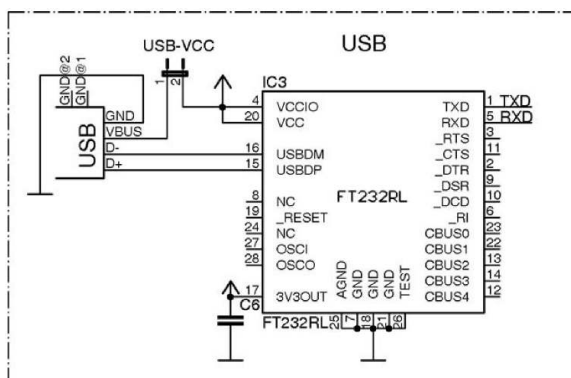 USB-VCC
USB
GND@2
GND@1
1
2
IC3
GND
VBUS
D-
D+
USB
4 VCCIO
20 VCC
16 USBDM
15 USBDP
8 NC
19 _RESET
24 NC
27 OSCI
28 OSCO
17 3V3OUT
C6
FT232RL
TXD 1 TXD
RXD 5 RXD
_RTS 3
_CTS 11
_DTR 2
_DSR 9
_DCD 10
_RI 6
CBUS0 23
CBUS1 22
CBUS2 13
CBUS3 14
CBUS4 12
AGND
GND
GND
GND
TEST
FT232RL
25
7
18
21
26